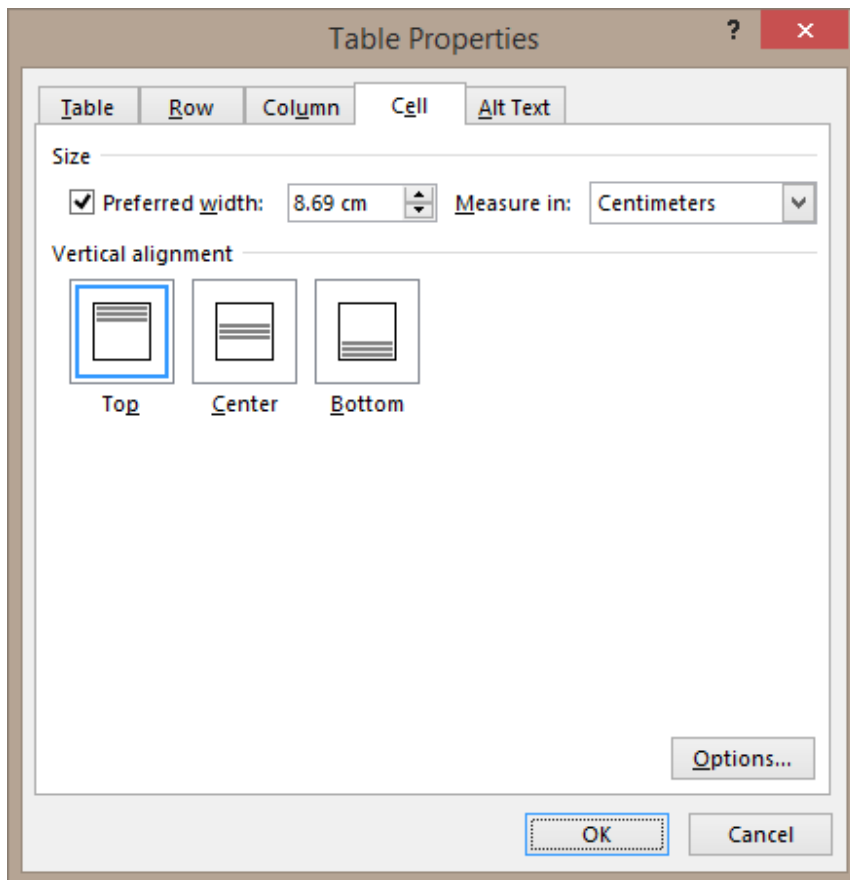 Table Properties ?
Table Row Column Cell Alt Text
Size
Preferred width: 8.69 cm Measure in: Centimeters
Vertical alignment
Top Center Bottom
Options...
OK Cancel